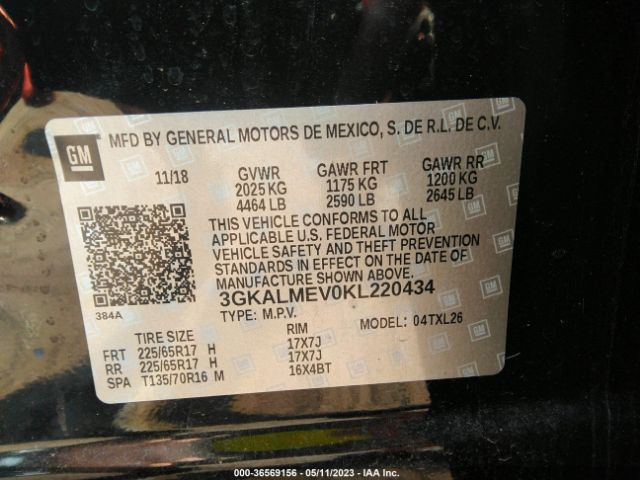 GM
MFD BY GENERAL MOTORS DE MEXICO, S. DE R.L. DE C.V.
11/18 GVWR GAWR FRT GAWR RR
2025 KG 1175 KG 1200 KG
4464 LB 2590 LB 2645 LB
THIS VEHICLE CONFORMS TO ALL
APPLICABLE U.S. FEDERAL MOTOR
VEHICLE SAFETY AND THEFT PREVENTION
STANDARDS IN EFFECT ON THE DATE OF
MANUFACTURE SHOWN ABOVE.
384A
3GKALMEV0KL220434
TYPE: M.P.V. MODEL: 04TXL26
TIRE SIZE RIM
FRT 225/65R17 H 17X7J
RR 225/65R17 H 17X7J
SPA T135/70R16 M 16X4BT
000-36569156 - 05/11/2023 - IAA Inc.